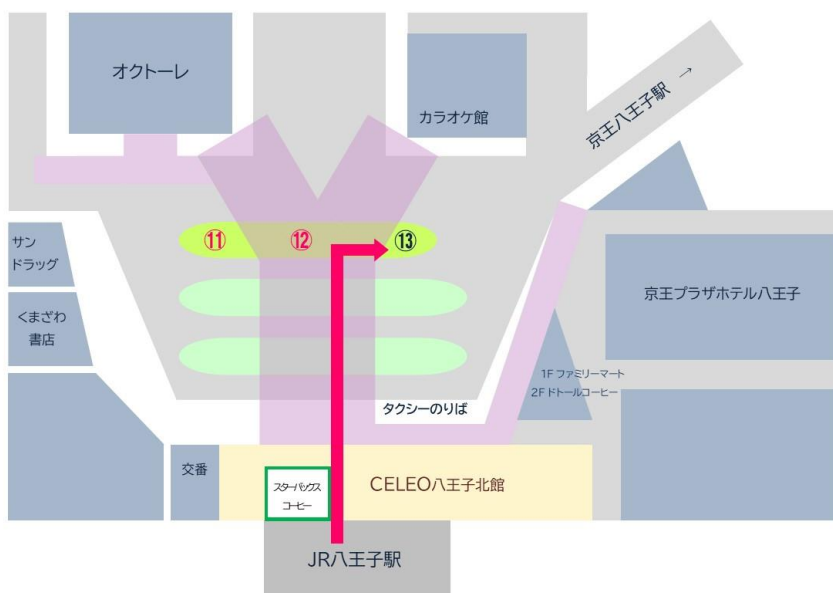 オクトーレ
カラオケ館
京王八王子駅 →
⑪
⑫
⑬
サン
ドラッグ
くまざわ
書店
京王プラザホテル八王子
1F ファミリーマート
2F ドトールコーヒー
タクシーのりば
交番
スターバックス
コーヒー
CELEO八王子北館
JR八王子駅